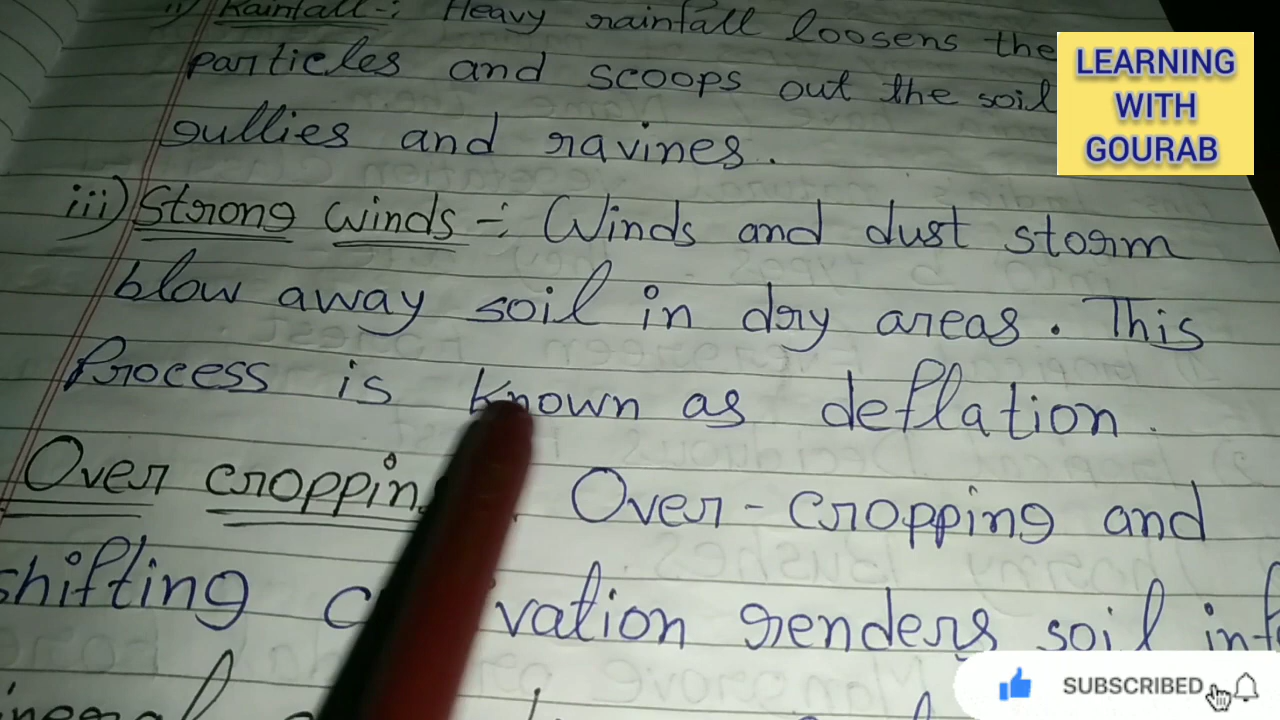 ii) Rainfall -: Heavy rainfall loosens the
particles and scoops out the soil
gullies and ravines.
iii) Strong winds -: Winds and dust storm
blow away soil in dry areas. This
Process is known as deflation.
Over cropping Over-cropping and
shifting renders soil
LEARNING
WITH
GOURAB
SUBSCRIBED